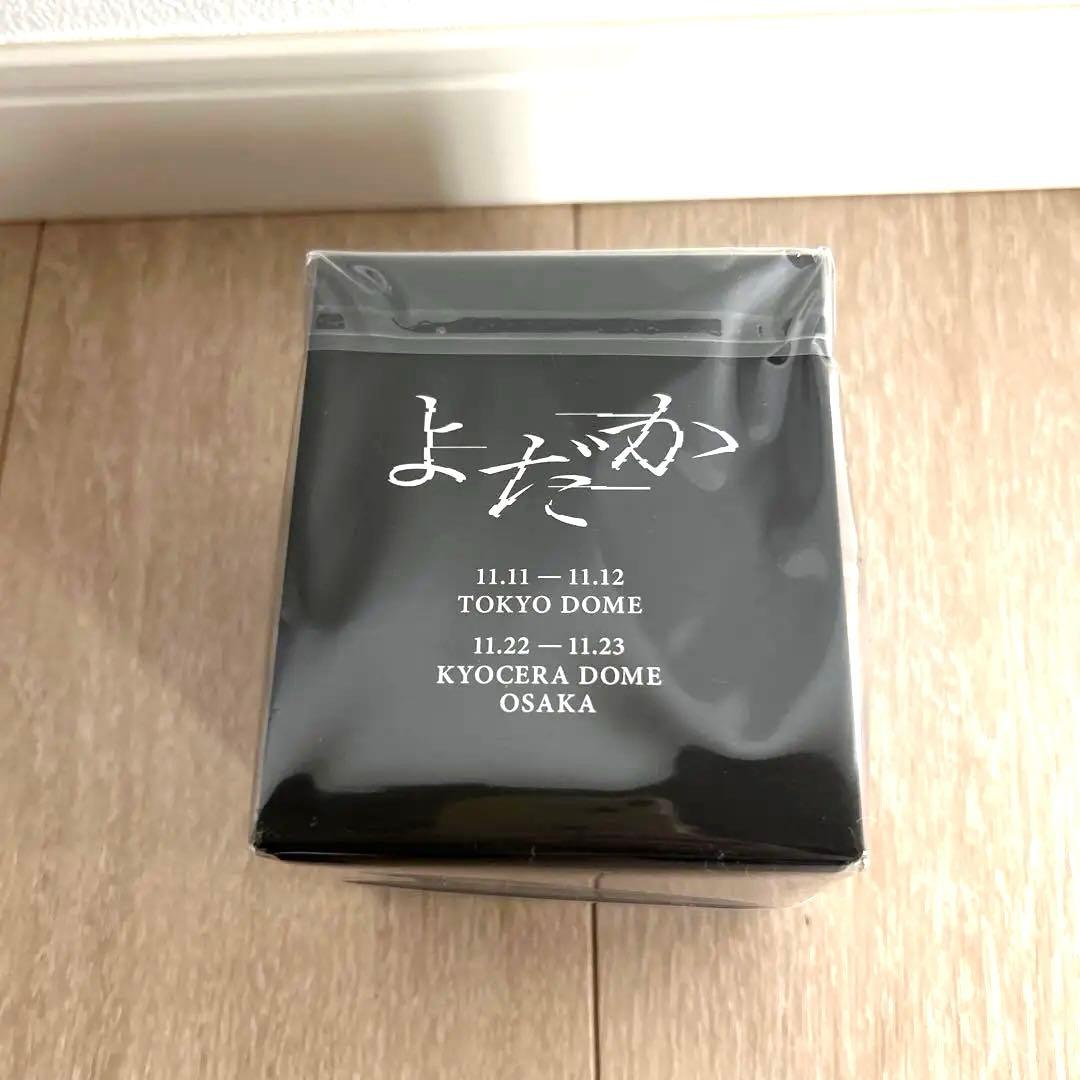 よだか
11.11 — 11.12
TOKYO DOME
11.22 — 11.23
KYOCERA DOME
OSAKA